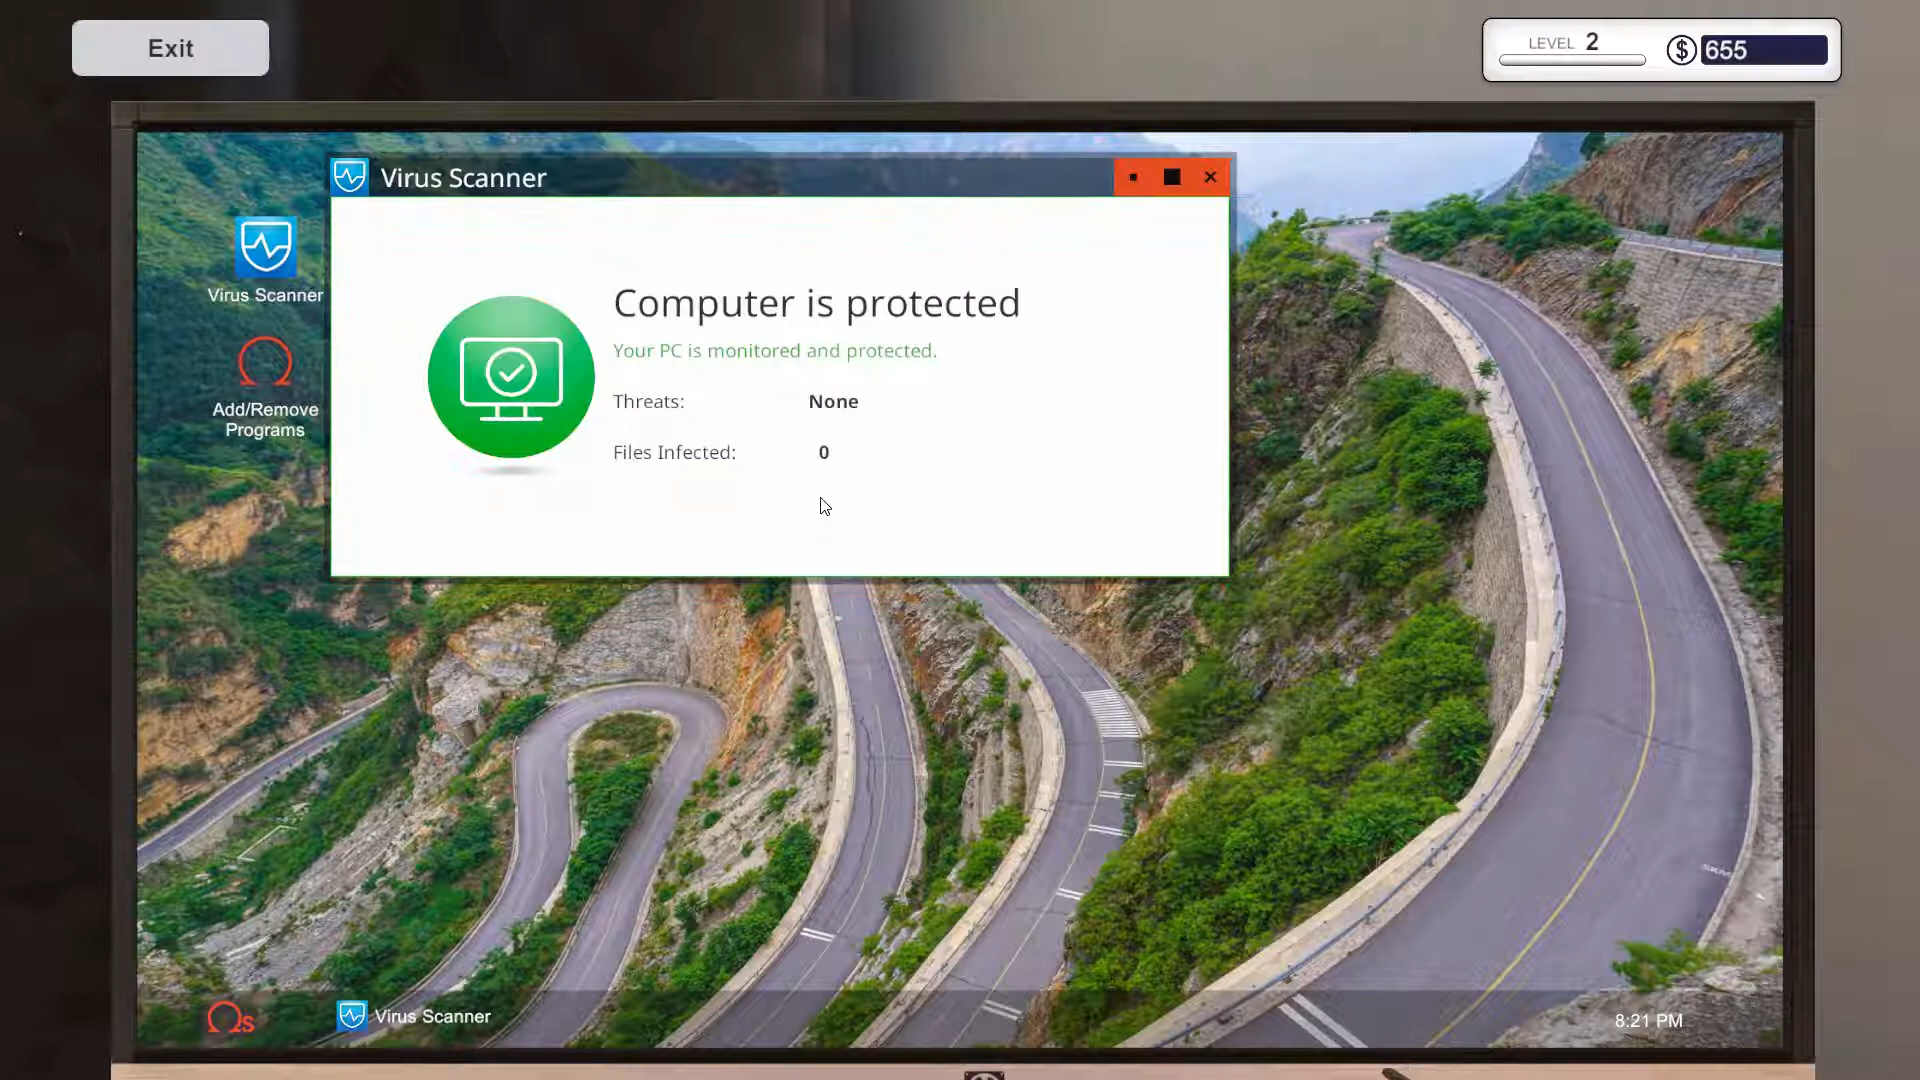 Exit
LEVEL 2
$ 655
Virus Scanner
Virus Scanner
Add/Remove
Programs
Computer is protected
Your PC is monitored and protected.
Threats: None
Files Infected: 0
Ωs
Virus Scanner
8:21 PM